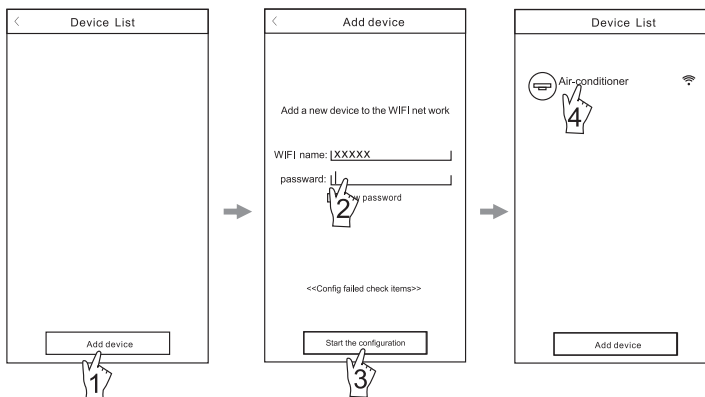 Device List
Add device
1
Add device
Add a new device to the WIFI net work
WIFI name: XXXXX
passward:
password
2
<<Config failed check items>>
Start the configuration
3
Device List
Air-conditioner
4
Add device